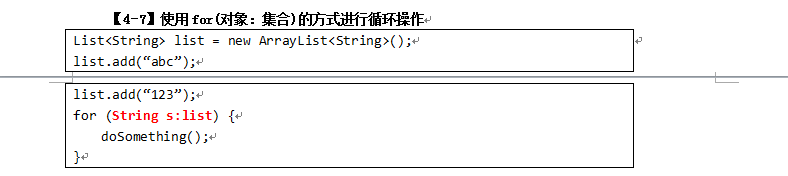 【4-7】使用for(对象：集合)的方式进行循环操作
List<String> list = new ArrayList<String>();
list.add(“abc”);
list.add(“123”);
for (String s:list) {
doSomething();
}